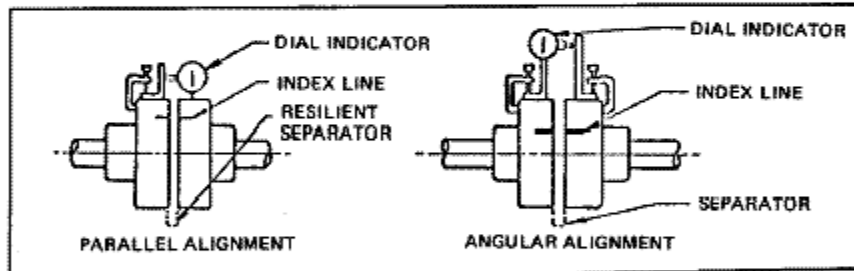 DIAL INDICATOR
INDEX LINE
RESILIENT
SEPARATOR
PARALLEL ALIGNMENT
DIAL INDICATOR
INDEX LINE
SEPARATOR
ANGULAR ALIGNMENT